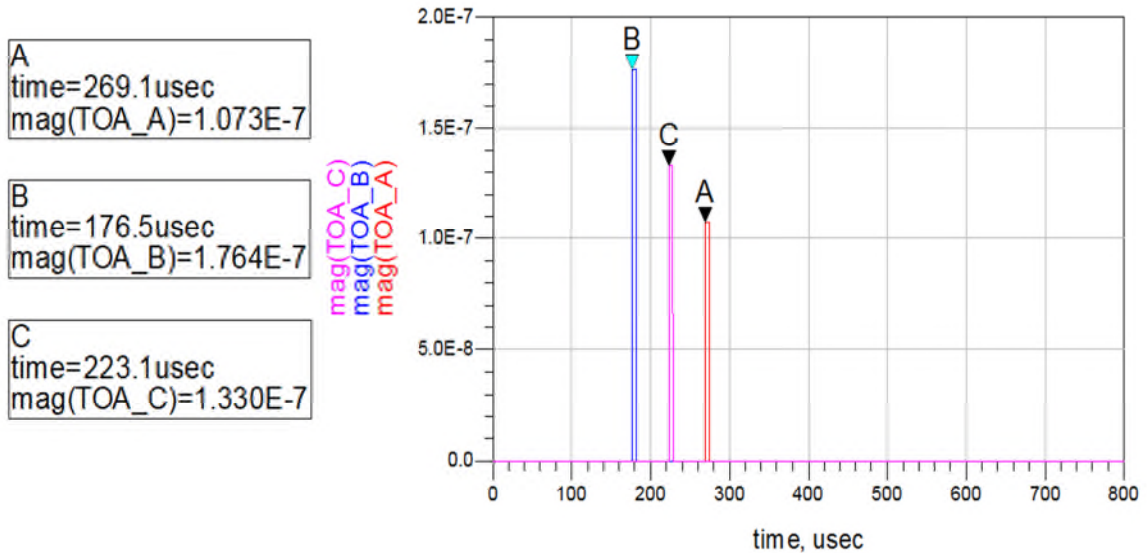 A
time=269.1usec
mag(TOA_A)=1.073E-7
B
time=176.5usec
mag(TOA_B)=1.764E-7
C
time=223.1usec
mag(TOA_C)=1.330E-7
mag(TOA_C)
mag(TOA_B)
mag(TOA_A)
2.0E-7
1.5E-7
1.0E-7
5.0E-8
0.0
B
C
A
0 100 200 300 400 500 600 700 800
time, usec